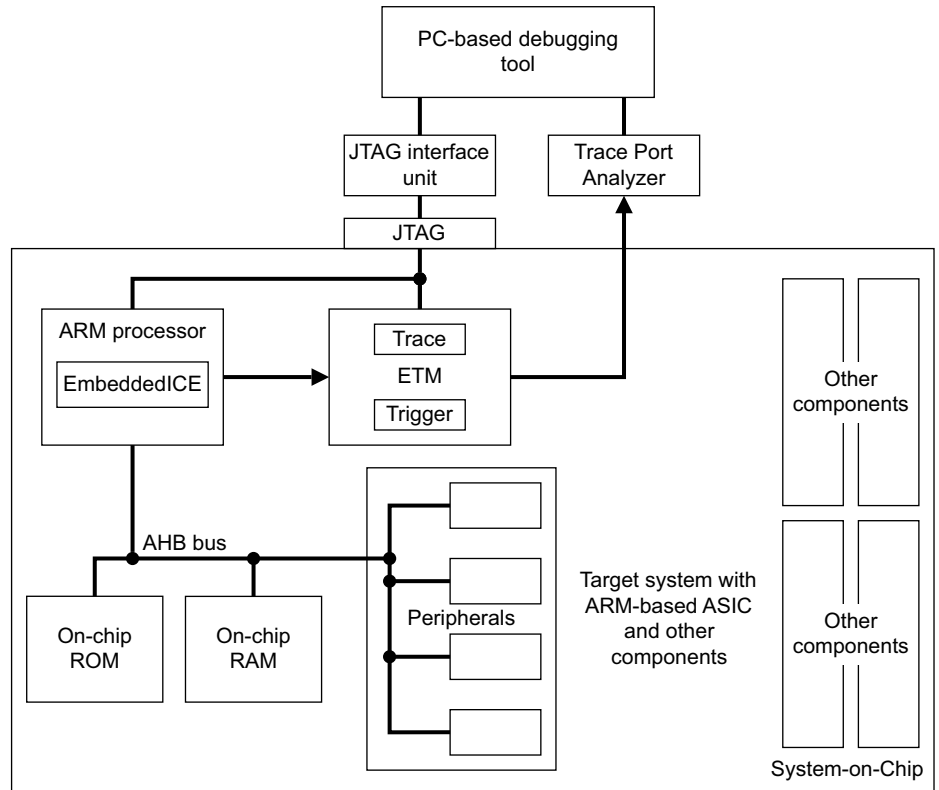 PC-based debugging
tool
JTAG interface
unit
Trace Port
Analyzer
JTAG
ARM processor
EmbeddedICE
Trace
ETM
Trigger
Other
components
AHB bus
On-chip
ROM
On-chip
RAM
Peripherals
Target system with
ARM-based ASIC
and other
components
Other
components
System-on-Chip